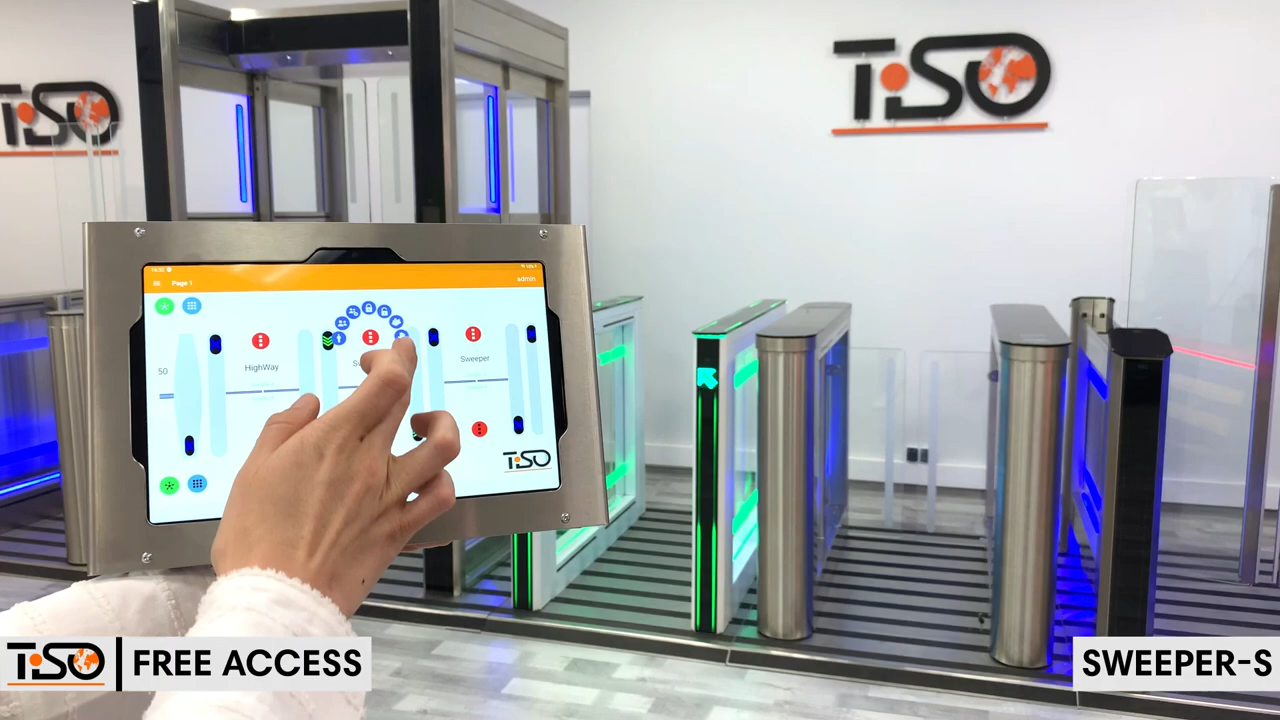 TiSO
TiSO
Page 1
admin
50
HighWay
S
Sweeper
TiSO
TiSO
FREE ACCESS
SWEEPER-S